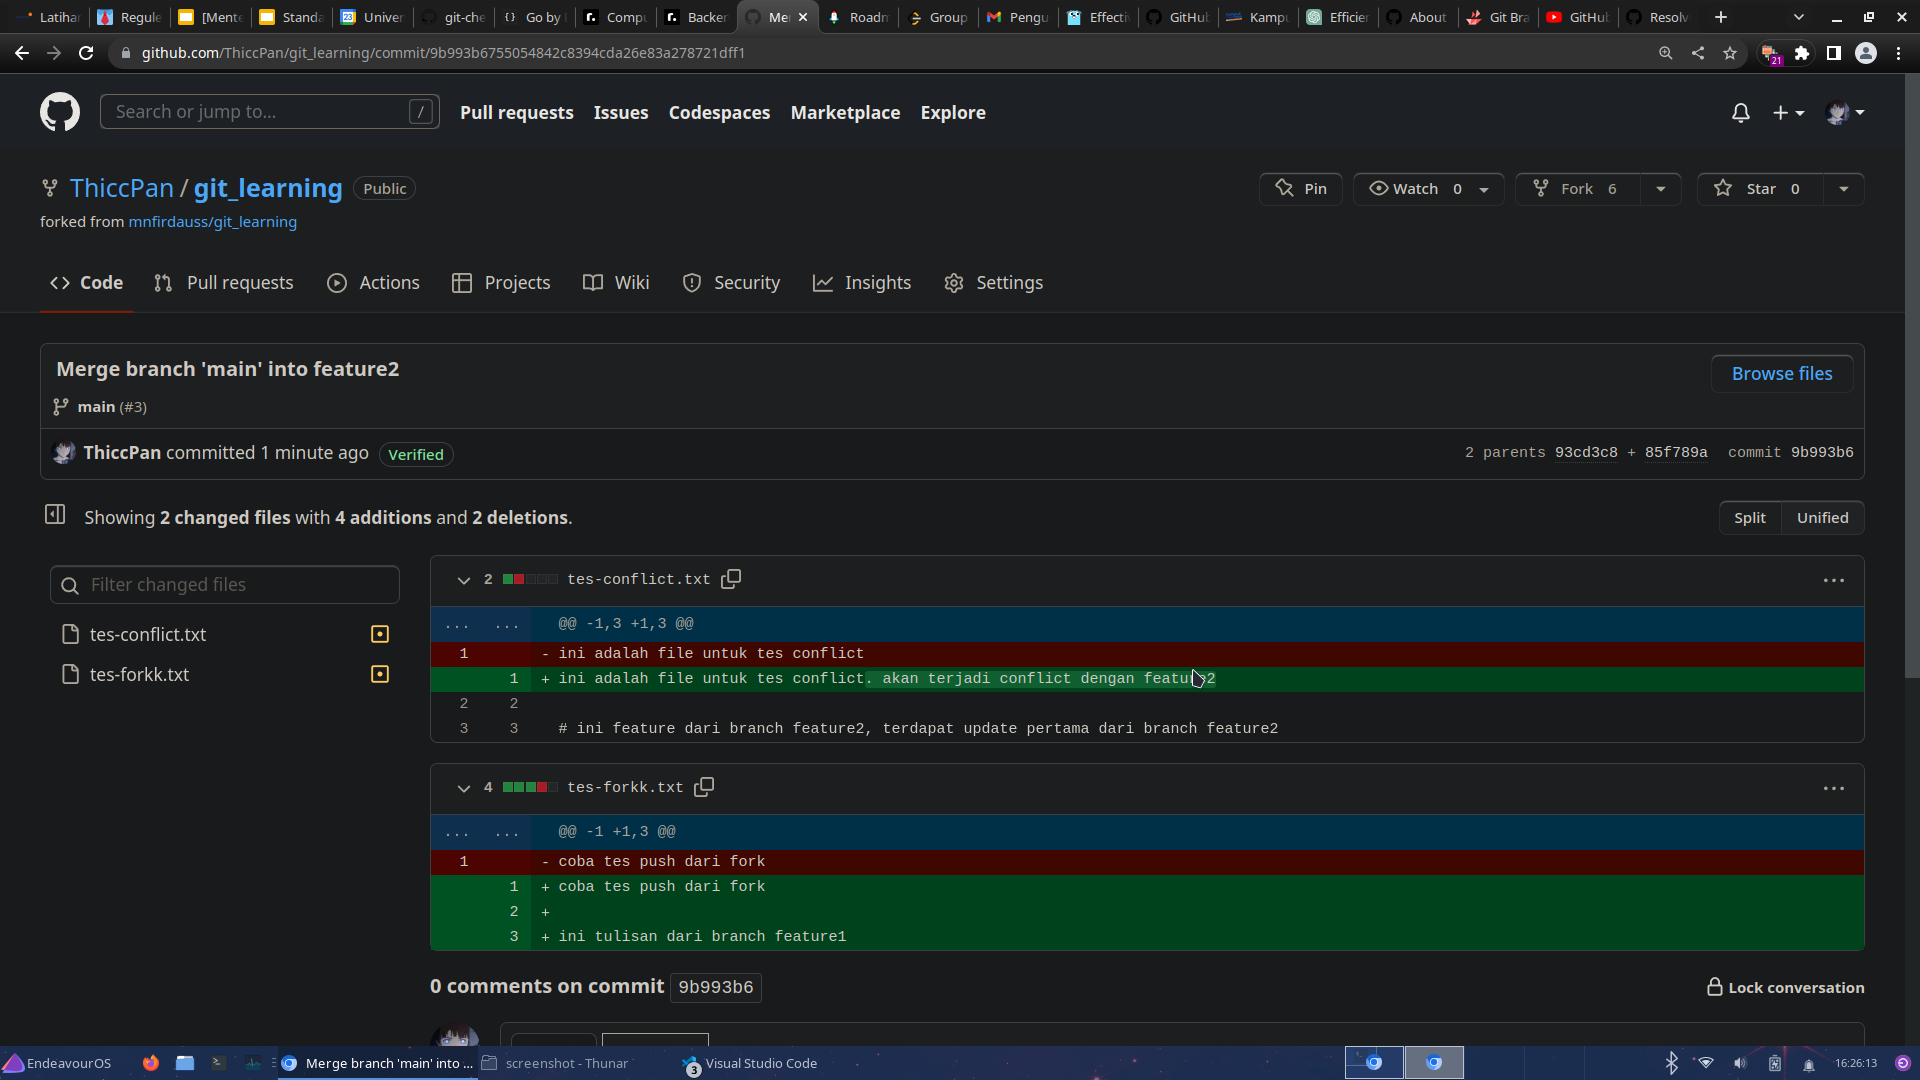 Latihar
Regule
[Mente
Standa
Univer
git-che
Go by
Compu
Backer
Me
Roadn
Group
Pengu
Effecti
GitHu
Kampu
Efficier
About
Git Bra
GitHul
Resolv
github.com/ThiccPan/git_learning/commit/9b993b6755054842c8394cda26e83a278721dff1
21
Search or jump to... /
Pull requests Issues Codespaces Marketplace Explore
ThiccPan / git_learning Public
Pin Watch 0 Fork 6 Star 0
forked from mnfirdauss/git_learning
Code Pull requests Actions Projects Wiki Security Insights Settings
Merge branch 'main' into feature2
Browse files
main (#3)
ThiccPan committed 1 minute ago Verified
2 parents 93cd3c8 + 85f789a commit 9b993b6
Showing 2 changed files with 4 additions and 2 deletions.
Split Unified
Filter changed files
tes-conflict.txt
tes-forkk.txt
2 tes-conflict.txt ...
... ... @@ -1,3 +1,3 @@
1 - ini adalah file untuk tes conflict
1 + ini adalah file untuk tes conflict. akan terjadi conflict dengan feature2
2 2
3 3 # ini feature dari branch feature2, terdapat update pertama dari branch feature2
4 tes-forkk.txt ...
... ... @@ -1 +1,3 @@
1 - coba tes push dari fork
1 + coba tes push dari fork
2 +
3 + ini tulisan dari branch feature1
0 comments on commit 9b993b6
Lock conversation
EndeavourOS
Merge branch 'main' into ...
screenshot - Thunar
3 Visual Studio Code
16:26:13